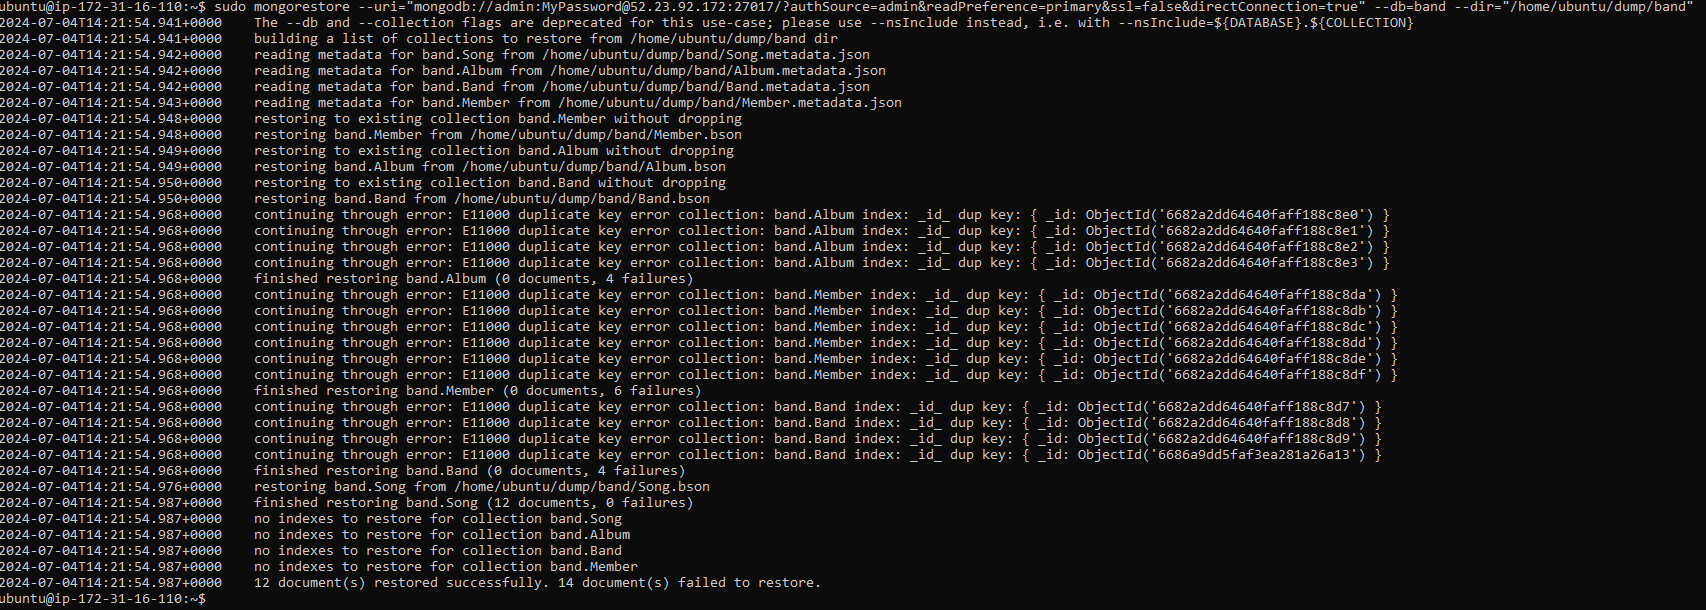 ubuntu@ip-172-31-16-110:~$ sudo mongorestore --uri="mongodb://admin:MyPassword@52.23.92.172:27017/?authSource=admin&readPreference=primary&ssl=false&directConnection=true" --db=band --dir="/home/ubuntu/dump/band"
2024-07-04T14:21:54.941+0000    The --db and --collection flags are deprecated for this use-case; please use --nsInclude instead, i.e. with --nsInclude=${DATABASE}.${COLLECTION}
2024-07-04T14:21:54.941+0000    building a list of collections to restore from /home/ubuntu/dump/band dir
2024-07-04T14:21:54.942+0000    reading metadata for band.Song from /home/ubuntu/dump/band/Song.metadata.json
2024-07-04T14:21:54.942+0000    reading metadata for band.Album from /home/ubuntu/dump/band/Album.metadata.json
2024-07-04T14:21:54.942+0000    reading metadata for band.Band from /home/ubuntu/dump/band/Band.metadata.json
2024-07-04T14:21:54.943+0000    reading metadata for band.Member from /home/ubuntu/dump/band/Member.metadata.json
2024-07-04T14:21:54.948+0000    restoring to existing collection band.Member without dropping
2024-07-04T14:21:54.948+0000    restoring band.Member from /home/ubuntu/dump/band/Member.bson
2024-07-04T14:21:54.949+0000    restoring to existing collection band.Album without dropping
2024-07-04T14:21:54.949+0000    restoring band.Album from /home/ubuntu/dump/band/Album.bson
2024-07-04T14:21:54.950+0000    restoring to existing collection band.Band without dropping
2024-07-04T14:21:54.950+0000    restoring band.Band from /home/ubuntu/dump/band/Band.bson
2024-07-04T14:21:54.968+0000    continuing through error: E11000 duplicate key error collection: band.Album index: _id_ dup key: { _id: ObjectId('6682a2dd64640faff188c8e0') }
2024-07-04T14:21:54.968+0000    continuing through error: E11000 duplicate key error collection: band.Album index: _id_ dup key: { _id: ObjectId('6682a2dd64640faff188c8e1') }
2024-07-04T14:21:54.968+0000    continuing through error: E11000 duplicate key error collection: band.Album index: _id_ dup key: { _id: ObjectId('6682a2dd64640faff188c8e2') }
2024-07-04T14:21:54.968+0000    continuing through error: E11000 duplicate key error collection: band.Album index: _id_ dup key: { _id: ObjectId('6682a2dd64640faff188c8e3') }
2024-07-04T14:21:54.968+0000    finished restoring band.Album (0 documents, 4 failures)
2024-07-04T14:21:54.968+0000    continuing through error: E11000 duplicate key error collection: band.Member index: _id_ dup key: { _id: ObjectId('6682a2dd64640faff188c8da') }
2024-07-04T14:21:54.968+0000    continuing through error: E11000 duplicate key error collection: band.Member index: _id_ dup key: { _id: ObjectId('6682a2dd64640faff188c8db') }
2024-07-04T14:21:54.968+0000    continuing through error: E11000 duplicate key error collection: band.Member index: _id_ dup key: { _id: ObjectId('6682a2dd64640faff188c8dc') }
2024-07-04T14:21:54.968+0000    continuing through error: E11000 duplicate key error collection: band.Member index: _id_ dup key: { _id: ObjectId('6682a2dd64640faff188c8dd') }
2024-07-04T14:21:54.968+0000    continuing through error: E11000 duplicate key error collection: band.Member index: _id_ dup key: { _id: ObjectId('6682a2dd64640faff188c8de') }
2024-07-04T14:21:54.968+0000    continuing through error: E11000 duplicate key error collection: band.Member index: _id_ dup key: { _id: ObjectId('6682a2dd64640faff188c8df') }
2024-07-04T14:21:54.968+0000    finished restoring band.Member (0 documents, 6 failures)
2024-07-04T14:21:54.968+0000    continuing through error: E11000 duplicate key error collection: band.Band index: _id_ dup key: { _id: ObjectId('6682a2dd64640faff188c8d7') }
2024-07-04T14:21:54.968+0000    continuing through error: E11000 duplicate key error collection: band.Band index: _id_ dup key: { _id: ObjectId('6682a2dd64640faff188c8d8') }
2024-07-04T14:21:54.968+0000    continuing through error: E11000 duplicate key error collection: band.Band index: _id_ dup key: { _id: ObjectId('6682a2dd64640faff188c8d9') }
2024-07-04T14:21:54.968+0000    continuing through error: E11000 duplicate key error collection: band.Band index: _id_ dup key: { _id: ObjectId('6686a9dd5faf3ea281a26a13') }
2024-07-04T14:21:54.968+0000    finished restoring band.Band (0 documents, 4 failures)
2024-07-04T14:21:54.976+0000    restoring band.Song from /home/ubuntu/dump/band/Song.bson
2024-07-04T14:21:54.987+0000    finished restoring band.Song (12 documents, 0 failures)
2024-07-04T14:21:54.987+0000    no indexes to restore for collection band.Song
2024-07-04T14:21:54.987+0000    no indexes to restore for collection band.Album
2024-07-04T14:21:54.987+0000    no indexes to restore for collection band.Band
2024-07-04T14:21:54.987+0000    no indexes to restore for collection band.Member
2024-07-04T14:21:54.987+0000    12 document(s) restored successfully. 14 document(s) failed to restore.
ubuntu@ip-172-31-16-110:~$